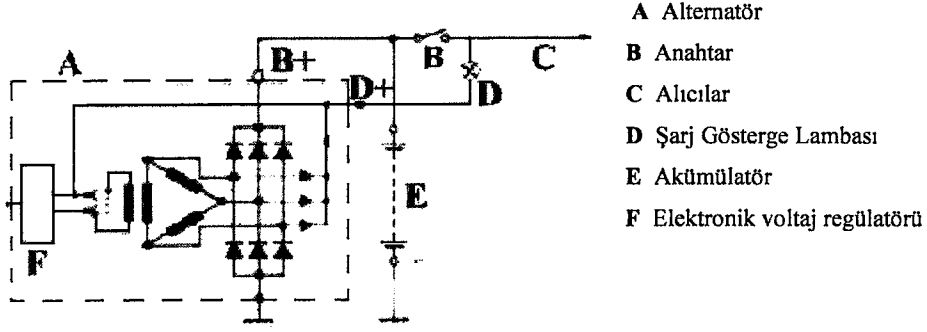 A
B+
D+
B
C
D
E
F
A Alternatör
B Anahtar
C Alıcılar
D Şarj Gösterge Lambası
E Akümülatör
F Elektronik voltaj regülatörü